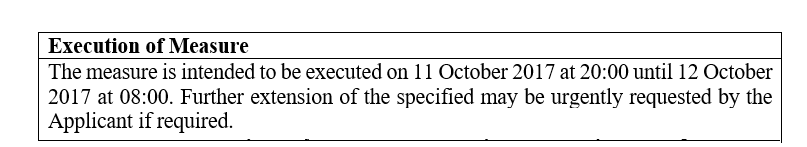 Execution of Measure
The measure is intended to be executed on 11 October 2017 at 20:00 until 12 October
2017 at 08:00. Further extension of the specified may be urgently requested by the
Applicant if required.